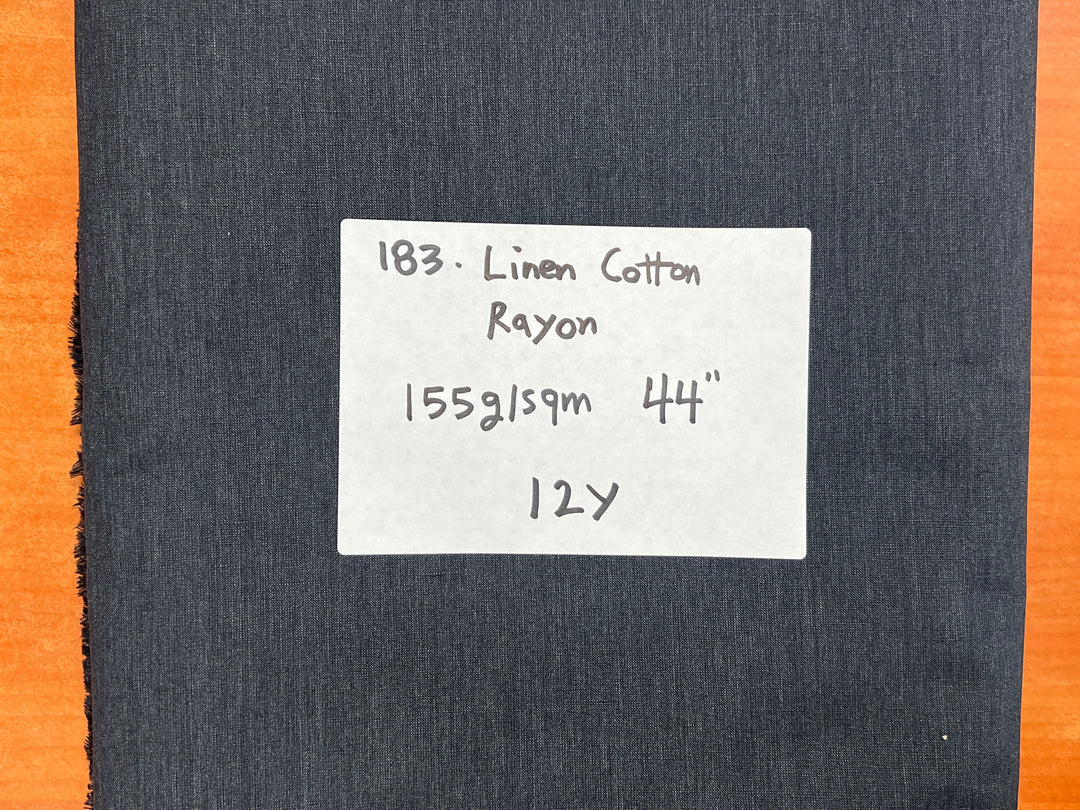 183. Linen Cotton
Rayon
155g/sqm 44"
12Y